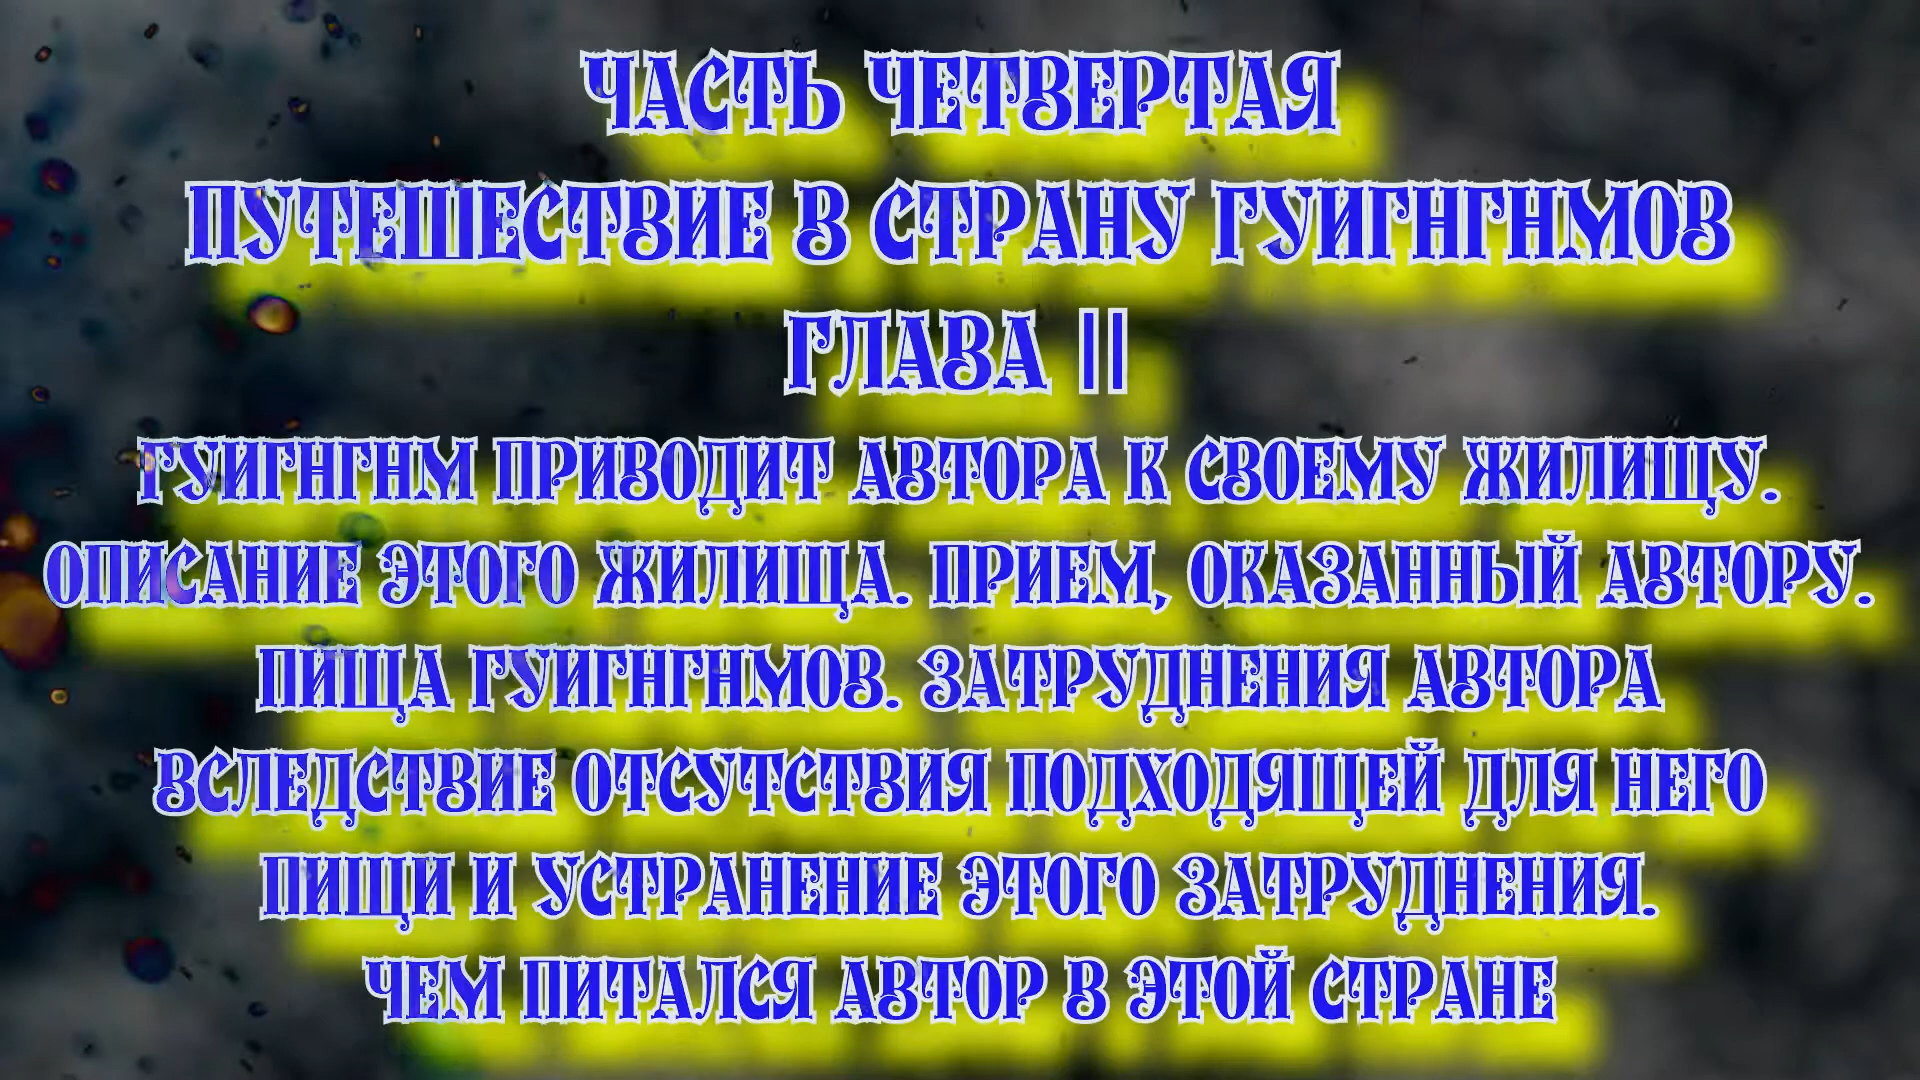 ЧАСТЬ ЧЕТВЕРТАЯ
ПУТЕШЕСТВИЕ В СТРАНУ ГУИГНГНМОВ
ГЛАВА II
ГУИГНГНМ ПРИВОДИТ АВТОРА К СВОЕМУ ЖИЛИЩУ.
ОПИСАНИЕ ЭТОГО ЖИЛИЩА. ПРИЕМ, ОКАЗАННЫЙ АВТОРУ.
ПИЩА ГУИГНГНМОВ. ЗАТРУДНЕНИЯ АВТОРА
ВСЛЕДСТВИЕ ОТСУТСТВИЯ ПОДХОДЯЩЕЙ ДЛЯ НЕГО
ПИЩИ И УСТРАНЕНИЕ ЭТОГО ЗАТРУДНЕНИЯ.
ЧЕМ ПИТАЛСЯ АВТОР В ЭТОЙ СТРАНЕ